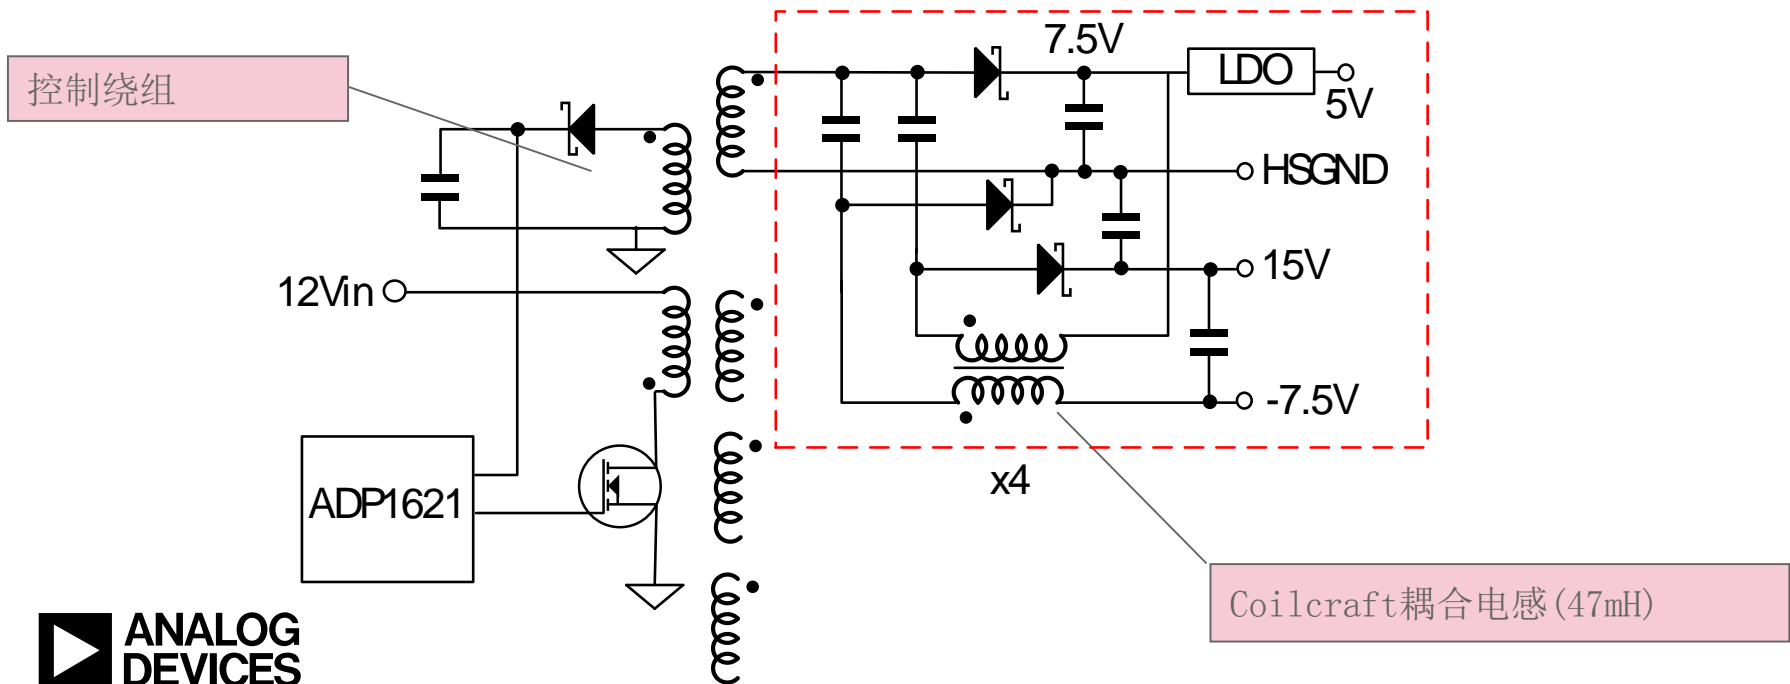 7.5V
控制绕组
LDO
5V
HSGND
12Vin
15V
-7.5V
x4
ADP1621
Coilcraft耦合电感(47mH)
ANALOG
DEVICES